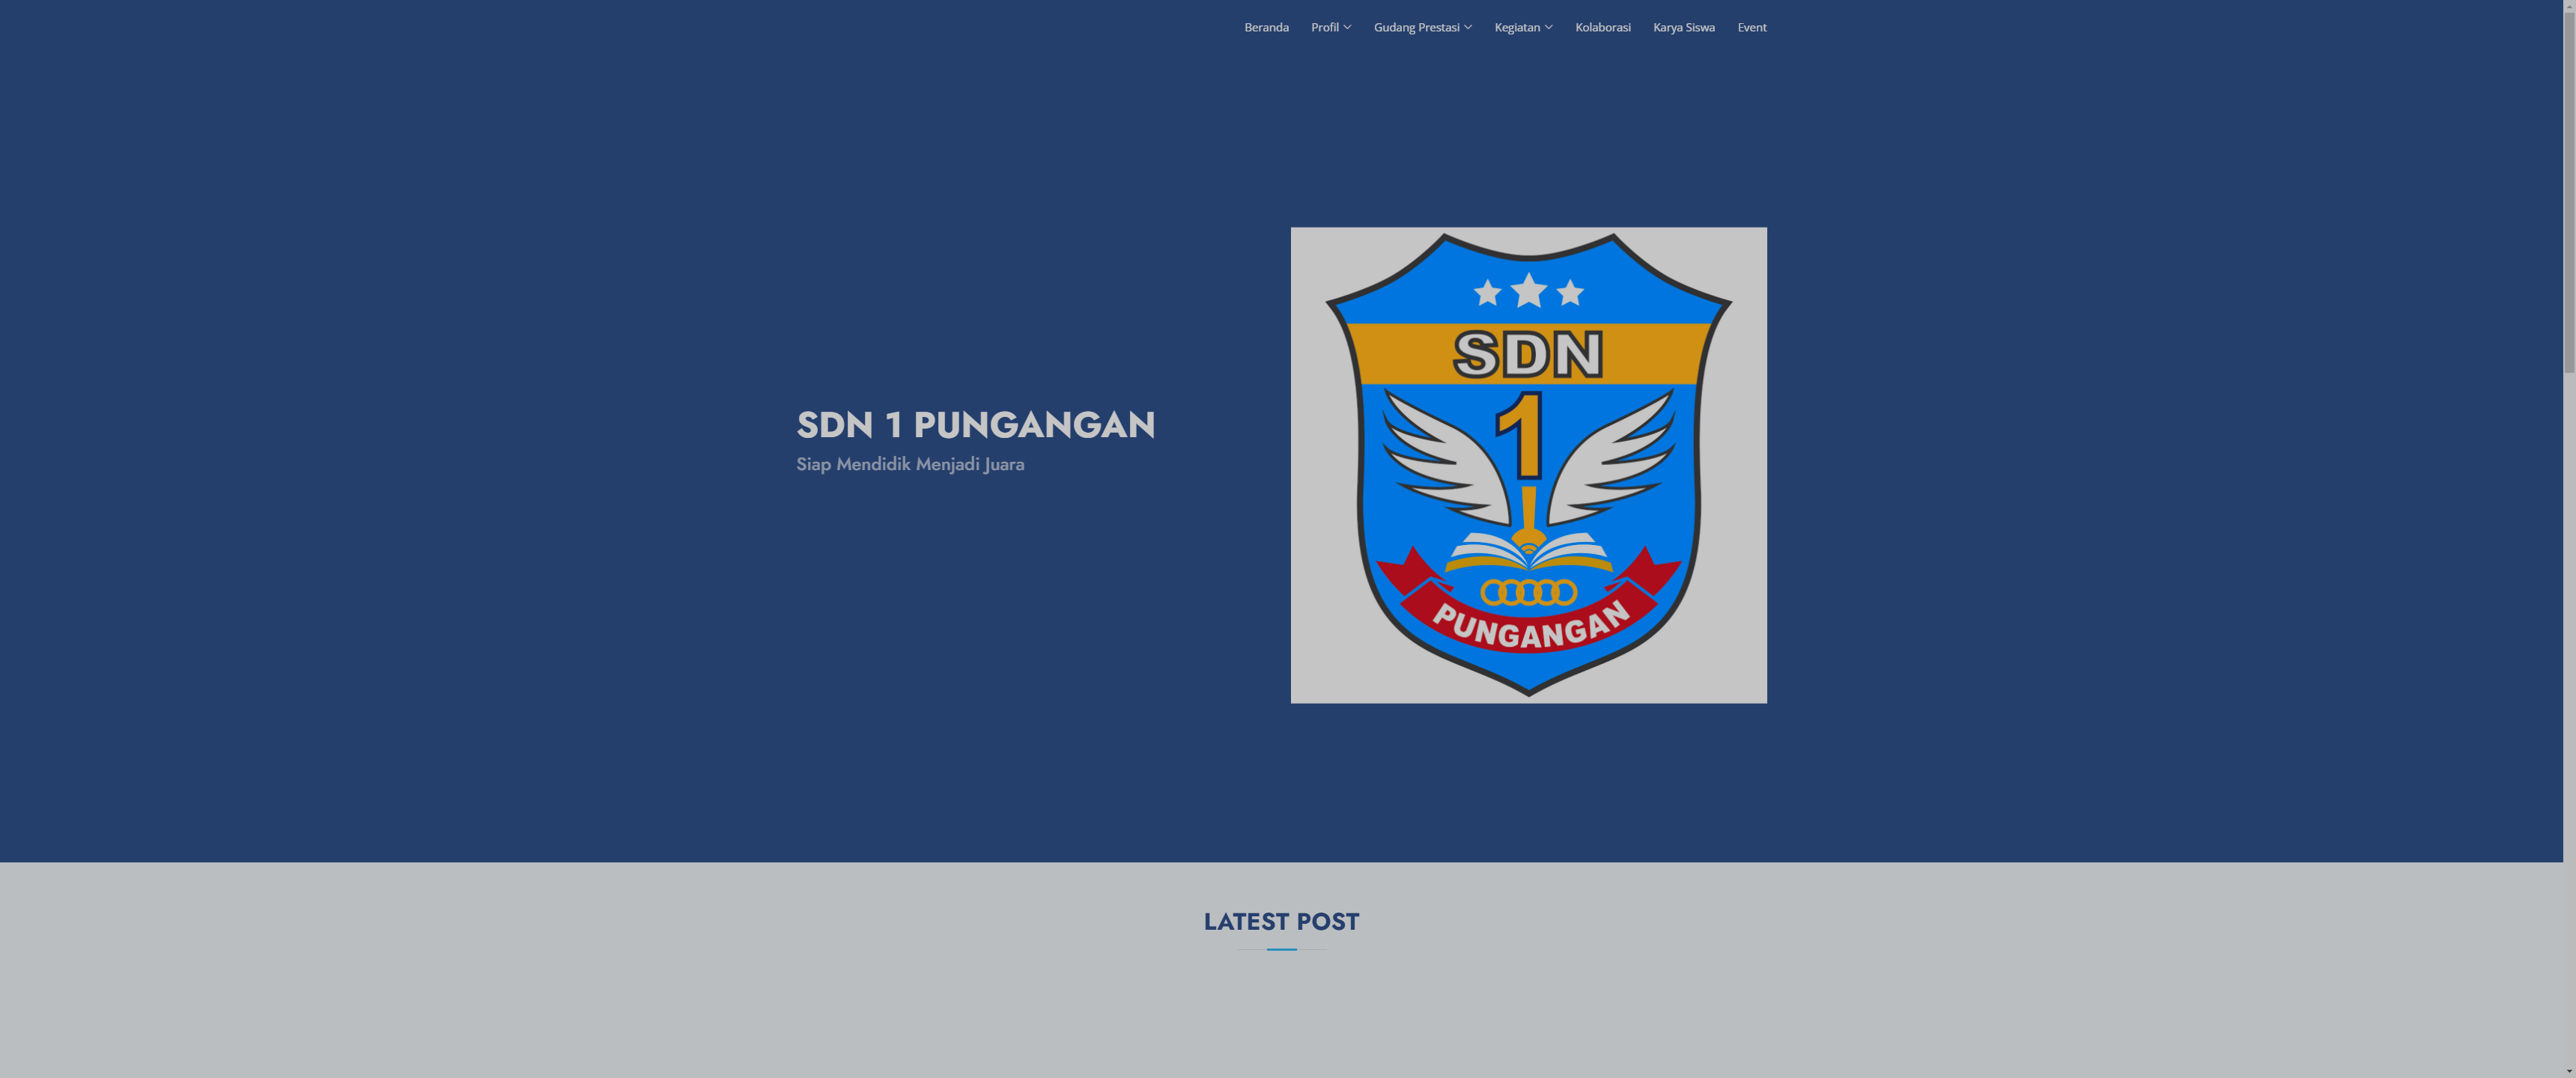 Beranda Profil Gudang Prestasi Kegiatan Kolaborasi Karya Siswa Event
SDN 1 PUNGANGAN
Siap Mendidik Menjadi Juara
SDN
1
PUNGANGAN
LATEST POST